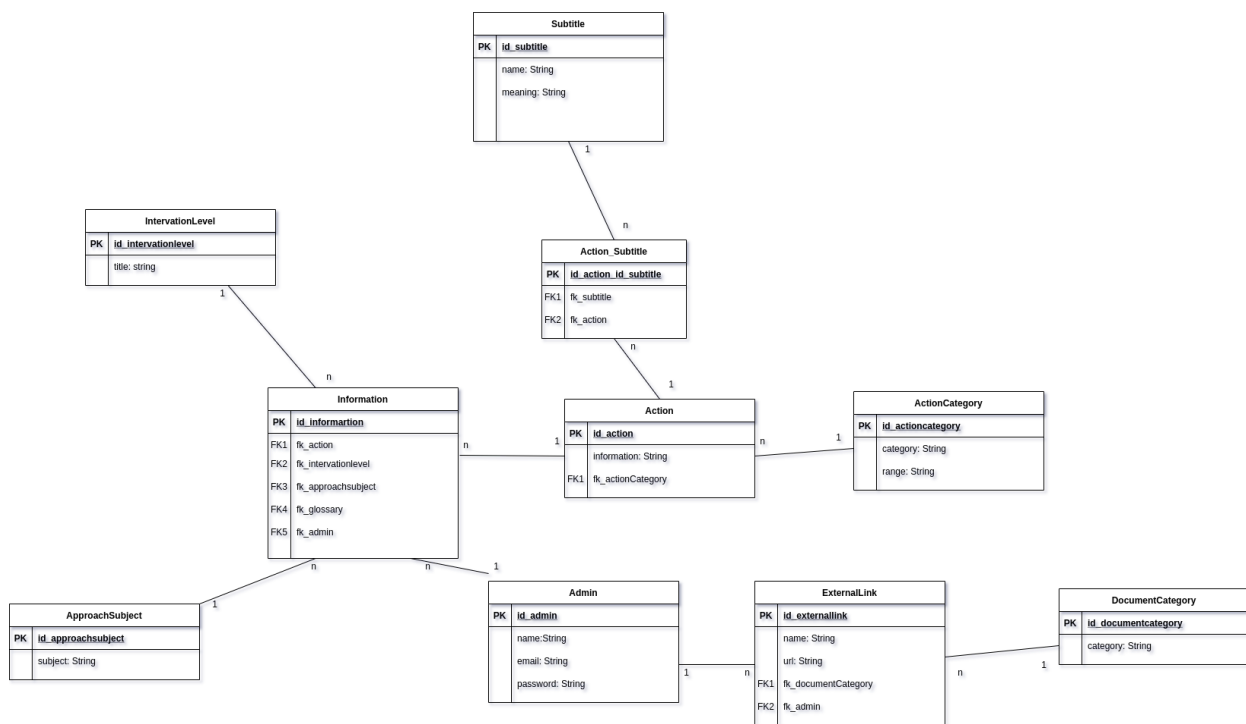 Subtitle
PK id_subtitle
name: String
meaning: String
1
n
IntervationLevel
PK id_intervationlevel
title: string
1
n
Action_Subtitle
PK id_action_id_subtitle
FK1 fk_subtitle
FK2 fk_action
n
1
Information
PK id_informartion
FK1 fk_action
FK2 fk_intervationlevel
FK3 fk_approachsubject
FK4 fk_glossary
FK5 fk_admin
n
1
Action
PK id_action
information: String
FK1 fk_actionCategory
n
1
ActionCategory
PK id_actioncategory
category: String
range: String
n
1
n
1
ApproachSubject
PK id_approachsubject
subject: String
Admin
PK id_admin
name:String
email: String
password: String
1
n
ExternalLink
PK id_externallink
name: String
url: String
FK1 fk_documentCategory
FK2 fk_admin
n
1
DocumentCategory
PK id_documentcategory
category: String